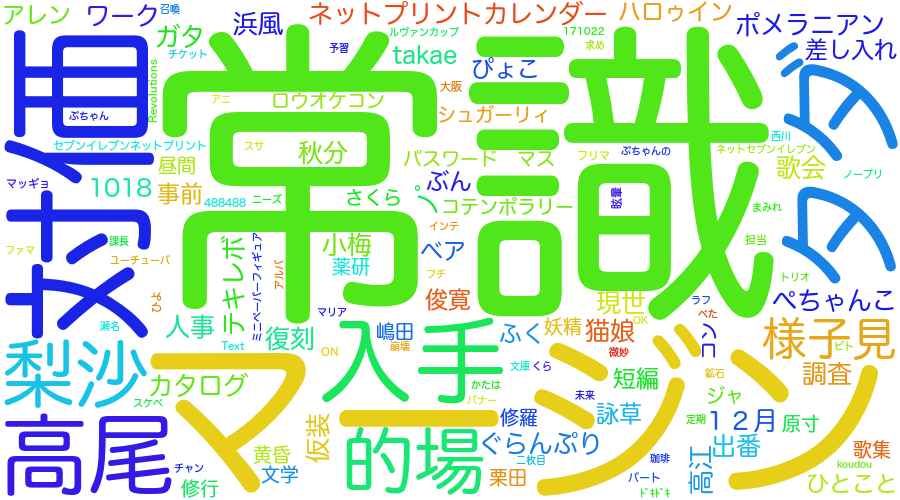 アレン
ワーク
召喚
ネットプリントカレンダー
ハロゥイン
ポメラニアン
ガタ
チケット
浜風
予習
ルヴァンカップ
takae
171022
求め
差し入れ
常識
対価
ダダ
ぷちゃん
Revolutions
アニ
ロウオケコン
ぴょこ
大阪
シュガーリィ
セブンイレブンネットプリント
スサ
秋分
パスワード
マス
フリマ
ぷちゃんの
西川
ネットセブンイレブン
歌会
ノープリ
昼間
マッギョ
1018
事前
488488
ニーズ
さくら
ぶん
ノ。
コテンポラリー
眩暈
まみれ
課長
テキレボ
ミニペーパーフィギュア
アルバ
小梅
薬研
ベア
インテ
担当
ファマ
ユーチューバ
フチ
トリオ
ひよ
俊寛
現世
ラフ
べた
ぺちゃんこ
瀬名
人事
Text
復刻
マリア
嶋田
崩壊
ふく
妖精
猫娘
OK
コン
様子見
ピト
ON
入手
微妙
梨沙
マージン
文庫
くら
短編
鉱石
調査
カタログ
スケベ
かたは
バナー
未来
ジャ
高尾
仮装
的場
修羅
詠草
定期
１２月
原寸
黄昏
ぐらんぷり
出番
歌集
チャン
文学
二枚目
珈琲
koudou
修行
栗田
パート
高江
ひとこと
ﾄﾞｷﾄﾞｷ